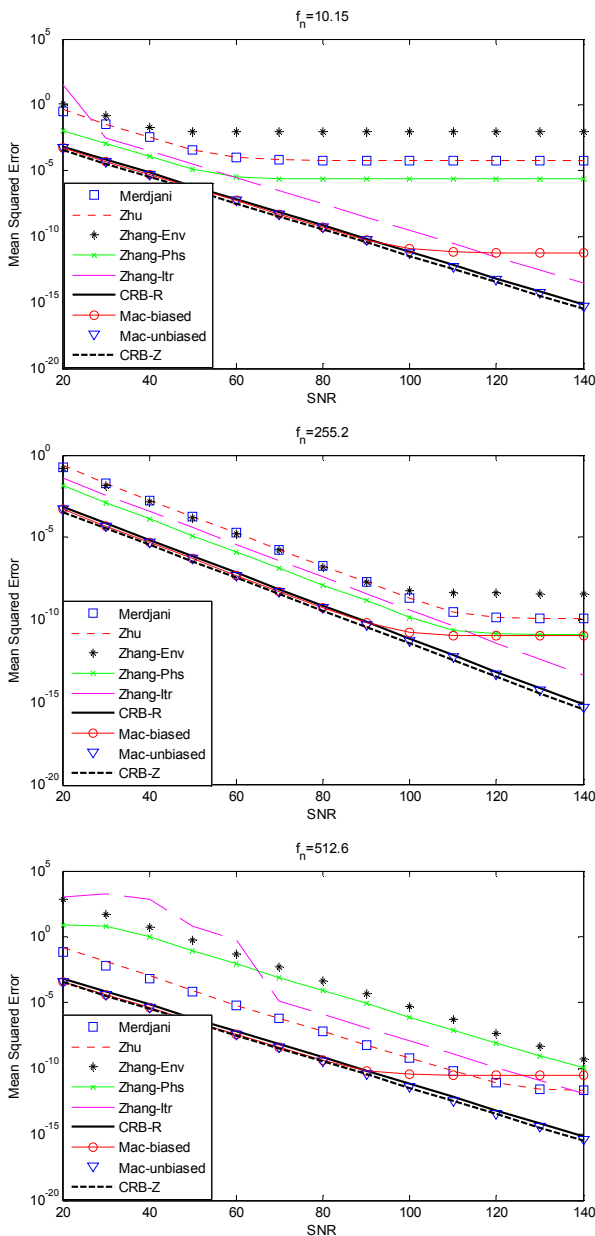 f_n=10.15
Mean Squared Error
10^5
10^0
10^-5
10^-10
10^-15
10^-20
Merdjani
Zhu
Zhang-Env
Zhang-Phs
Zhang-Itr
CRB-R
Mac-biased
Mac-unbiased
CRB-Z
20 40 60 80 100 120 140
SNR
f_n=255.2
Mean Squared Error
10^0
10^-5
10^-10
10^-15
10^-20
Merdjani
Zhu
Zhang-Env
Zhang-Phs
Zhang-Itr
CRB-R
Mac-biased
Mac-unbiased
CRB-Z
20 40 60 80 100 120 140
SNR
f_n=512.6
Mean Squared Error
10^5
10^0
10^-5
10^-10
10^-15
10^-20
Merdjani
Zhu
Zhang-Env
Zhang-Phs
Zhang-Itr
CRB-R
Mac-biased
Mac-unbiased
CRB-Z
20 40 60 80 100 120 140
SNR